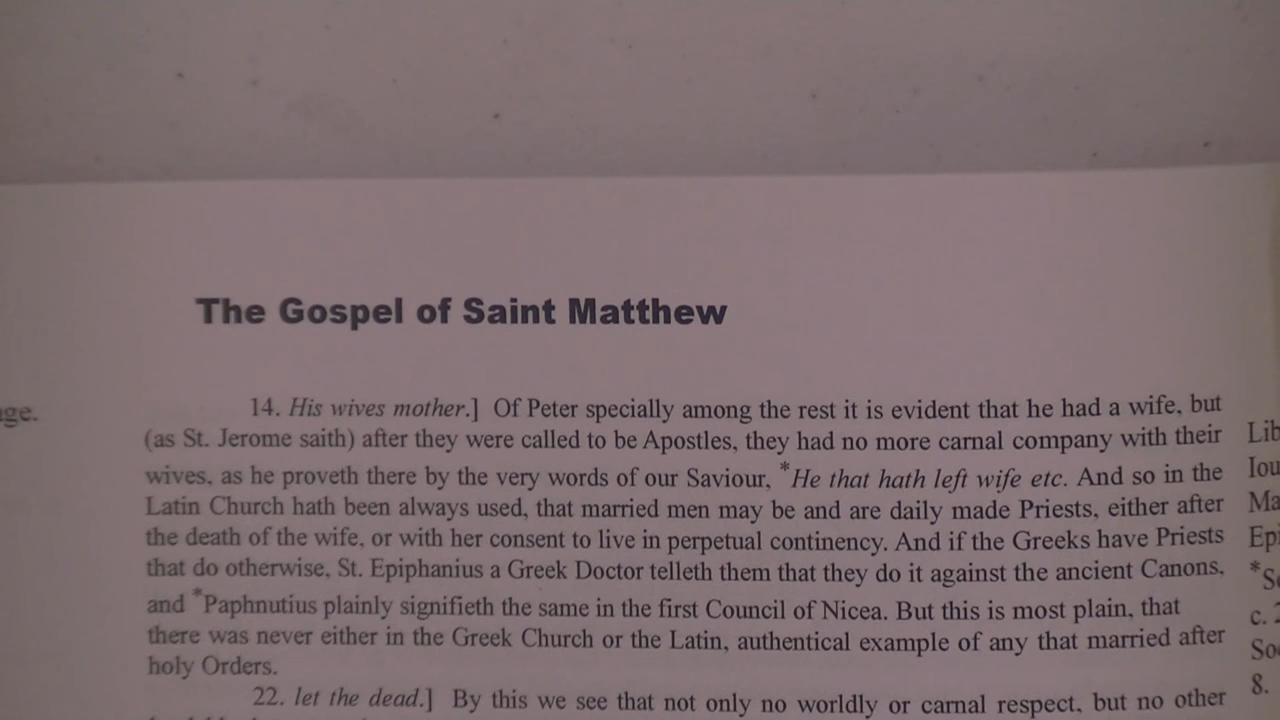 The Gospel of Saint Matthew
14. His wives mother.] Of Peter specially among the rest it is evident that he had a wife, but
(as St. Jerome saith) after they were called to be Apostles, they had no more carnal company with their
wives, as he proveth there by the very words of our Saviour, *He that hath left wife etc. And so in the
Latin Church hath been always used, that married men may be and are daily made Priests, either after
the death of the wife, or with her consent to live in perpetual continency. And if the Greeks have Priests
that do otherwise, St. Epiphanius a Greek Doctor telleth them that they do it against the ancient Canons,
and *Paphnutius plainly signifieth the same in the first Council of Nicea. But this is most plain, that
there was never either in the Greek Church or the Latin, authentical example of any that married after
holy Orders.
22. let the dead.] By this we see that not only no worldly or carnal respect, but no other
Lib
Iou
Ma
c. 2
8.